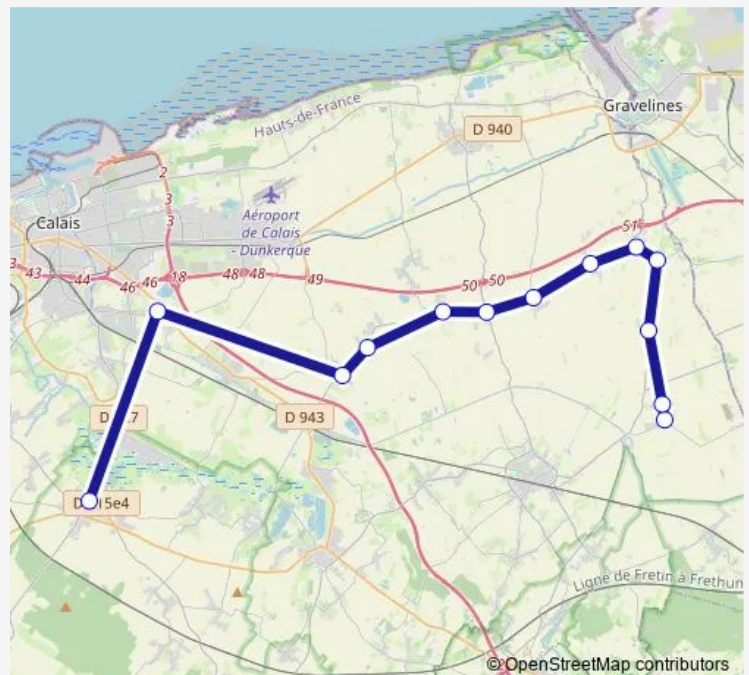 Gravelines
Hauts-de-France
D 940
2
3
3
Calais
Aéroport
de Calais
- Dunkerque
51
3
43
44
46
46
18
48
48
49
50
50
D 943
Ligne de Fretin à Fréthun
© OpenStreetMap contributors